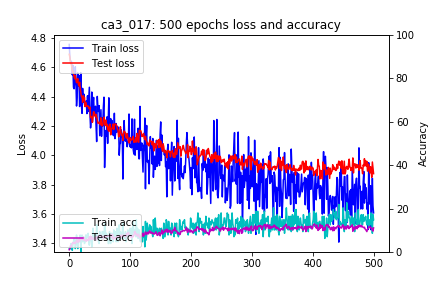 ca3_017: 500 epochs loss and accuracy
4.8
4.6
4.4
4.2
4.0
3.8
3.6
3.4
Loss
Train loss
Test loss
Train acc
Test acc
100
80
60
40
20
0
Accuracy
0 100 200 300 400 500